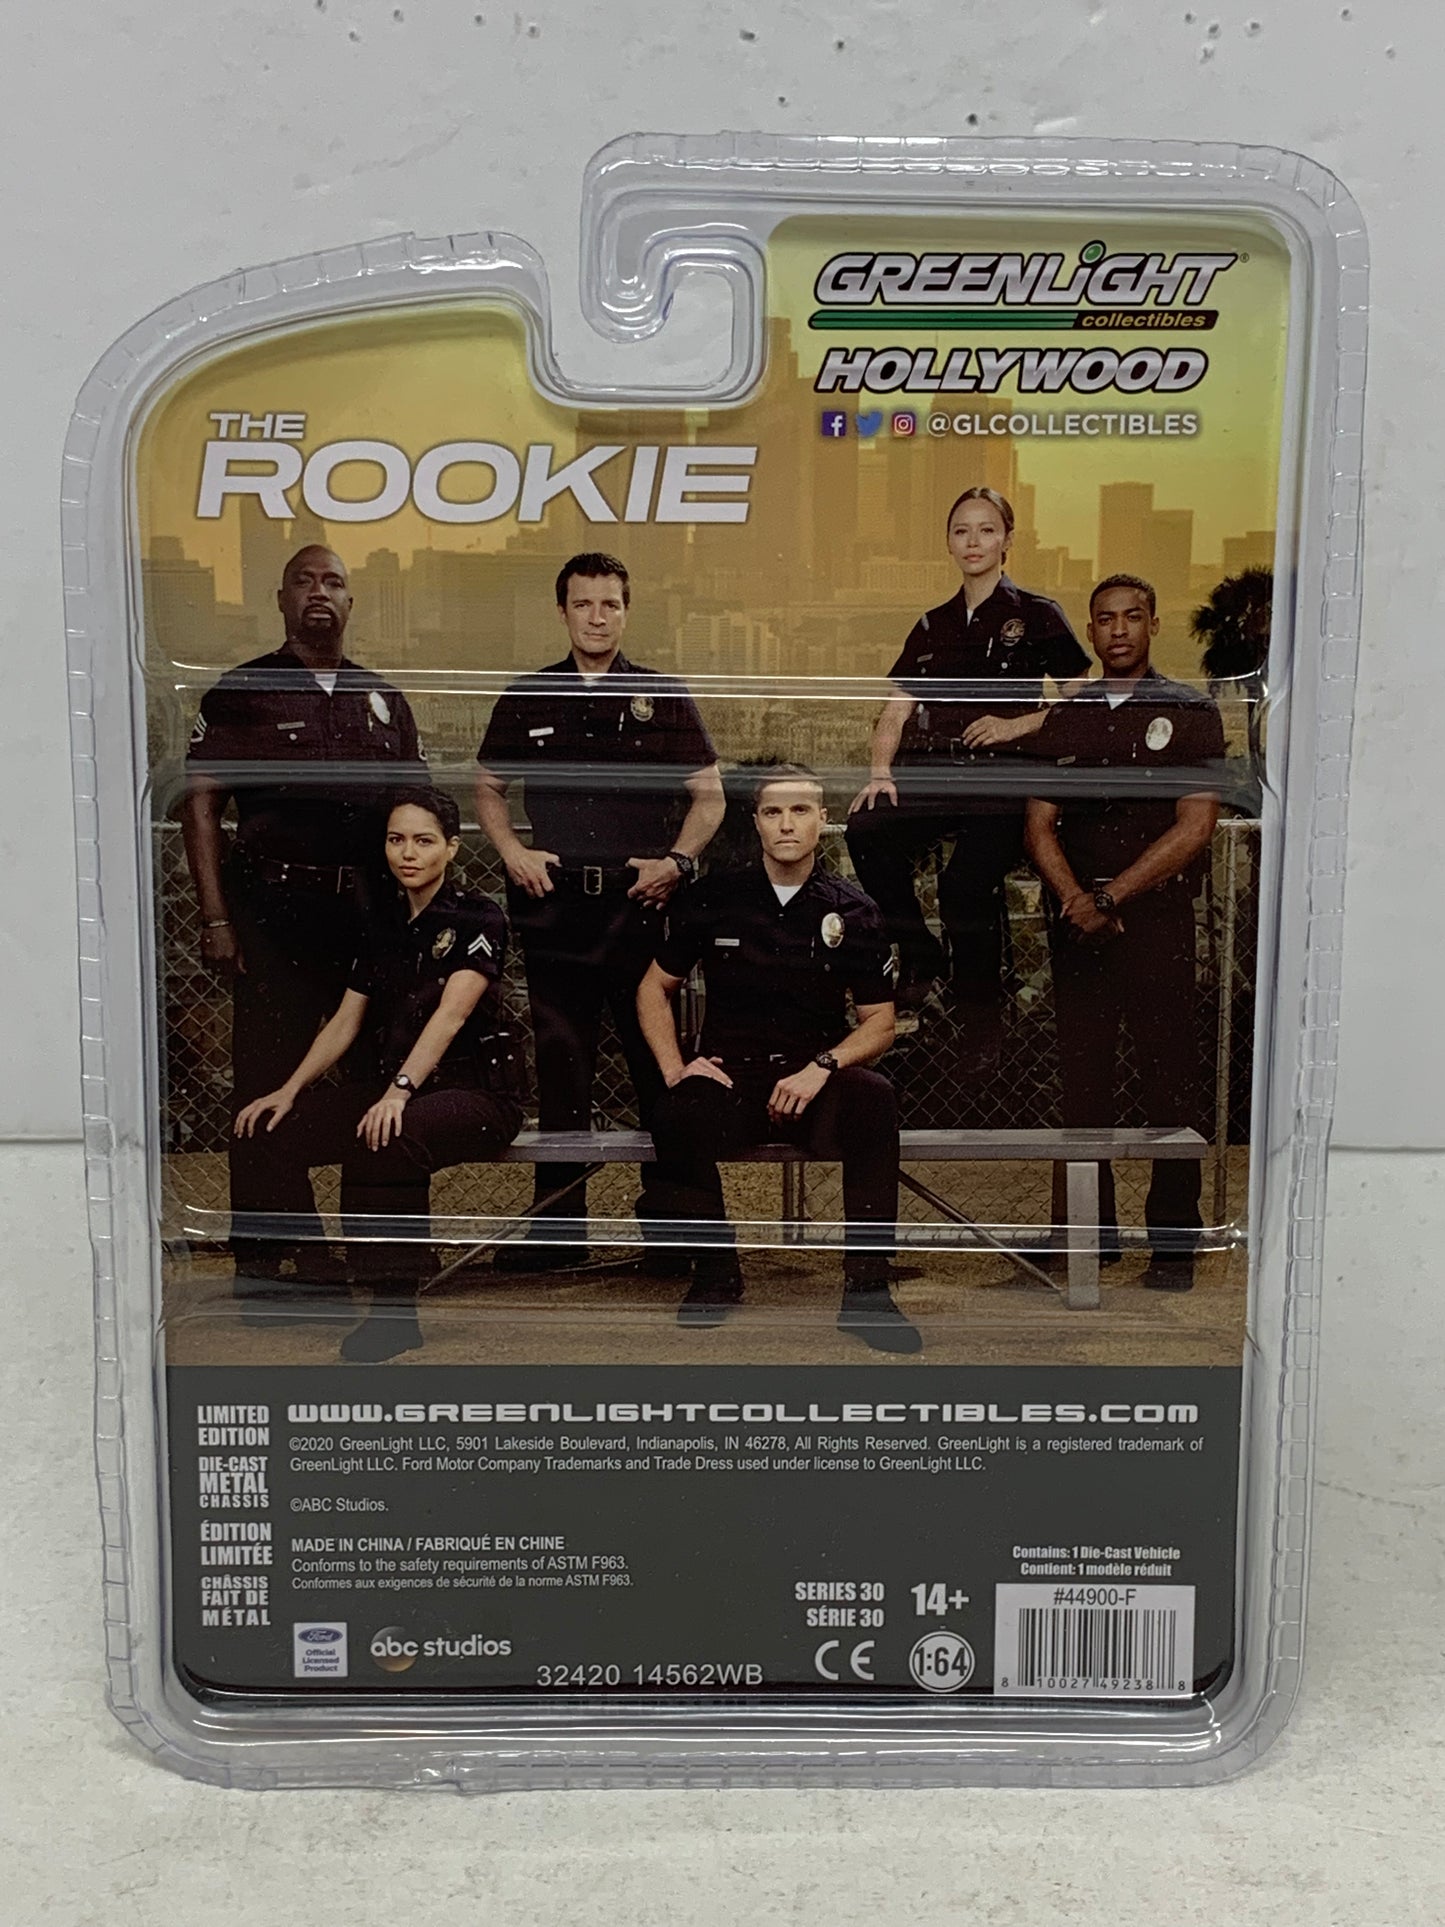 GREENLiGHT®
collectibles
HOLLYWOOD
@GLCOLLECTIBLES
THE
ROOKIE
LIMITED
EDITION
DIE-CAST
METAL
CHASSIS
ÉDITION
LIMITÉE
CHÂSSIS
FAIT DE
MÉTAL
WWW.GREENLIGHTCOLLECTIBLES.COM
©2020 GreenLight LLC, 5901 Lakeside Boulevard, Indianapolis, IN 46278, All Rights Reserved. GreenLight is a registered trademark of
GreenLight LLC. Ford Motor Company Trademarks and Trade Dress used under license to GreenLight LLC.
©ABC Studios.
MADE IN CHINA / FABRIQUÉ EN CHINE
Conforms to the safety requirements of ASTM F963.
Conformes aux exigences de sécurité de la norme ASTM F963.
Ford
Official
Licensed
Product
abc studios
32420 14562WB
SERIES 30
SÉRIE 30
14+
CE
1:64
Contains: 1 Die-Cast Vehicle
Contient: 1 modèle réduit
#44900-F
8 10027 49238 8